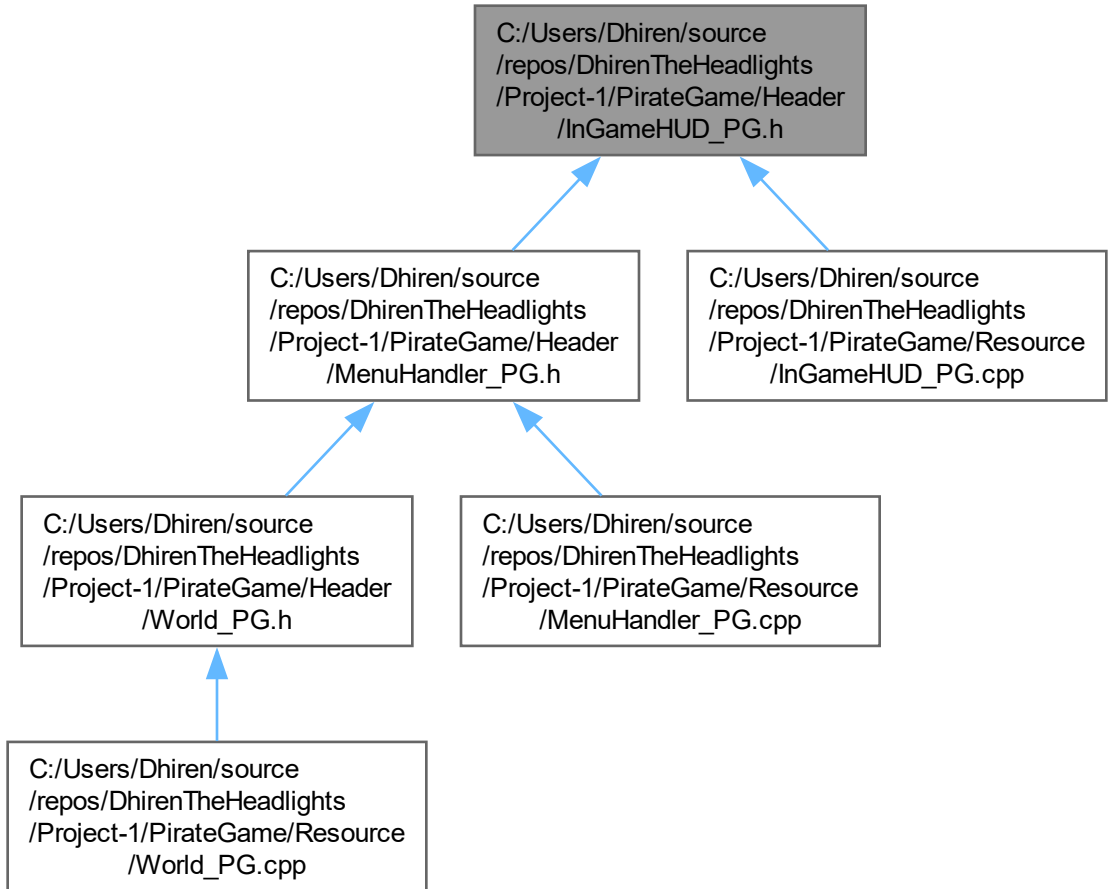 C:/Users/Dhiren/source
/repos/DhirenTheHeadlights
/Project-1/PirateGame/Header
/InGameHUD_PG.h
C:/Users/Dhiren/source
/repos/DhirenTheHeadlights
/Project-1/PirateGame/Header
/MenuHandler_PG.h
C:/Users/Dhiren/source
/repos/DhirenTheHeadlights
/Project-1/PirateGame/Resource
/InGameHUD_PG.cpp
C:/Users/Dhiren/source
/repos/DhirenTheHeadlights
/Project-1/PirateGame/Header
/World_PG.h
C:/Users/Dhiren/source
/repos/DhirenTheHeadlights
/Project-1/PirateGame/Resource
/MenuHandler_PG.cpp
C:/Users/Dhiren/source
/repos/DhirenTheHeadlights
/Project-1/PirateGame/Resource
/World_PG.cpp